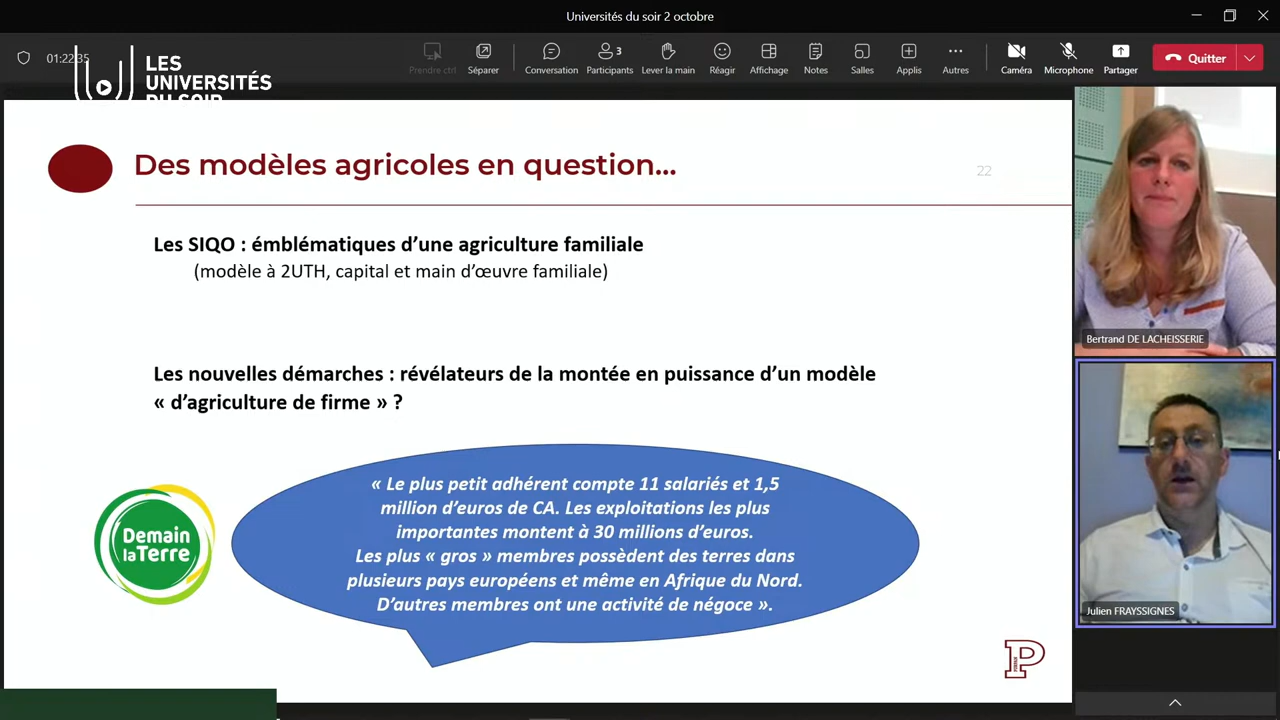 Universités du soir 2 octobre
01:22:35
LES
UNIVERSITÉS
DU SOIR
Prendre ctrl
Séparer
Conversation
3
Participants
Lever la main
Réagir
Affichage
Notes
Salles
Applis
Autres
Caméra
Microphone
Partager
Quitter
Des modèles agricoles en question...
22
Les SIQO : émblématiques d’une agriculture familiale
(modèle à 2UTH, capital et main d’œuvre familiale)
Les nouvelles démarches : révélateurs de la montée en puissance d’un modèle
« d’agriculture de firme » ?
Demain
la Terre
« Le plus petit adhérent compte 11 salariés et 1,5
million d’euros de CA. Les exploitations les plus
importantes montent à 30 millions d’euros.
Les plus « gros » membres possèdent des terres dans
plusieurs pays européens et même en Afrique du Nord.
D’autres membres ont une activité de négoce ».
Bertrand DE LACHEISSERIE
Julien FRAYSSIGNES
P